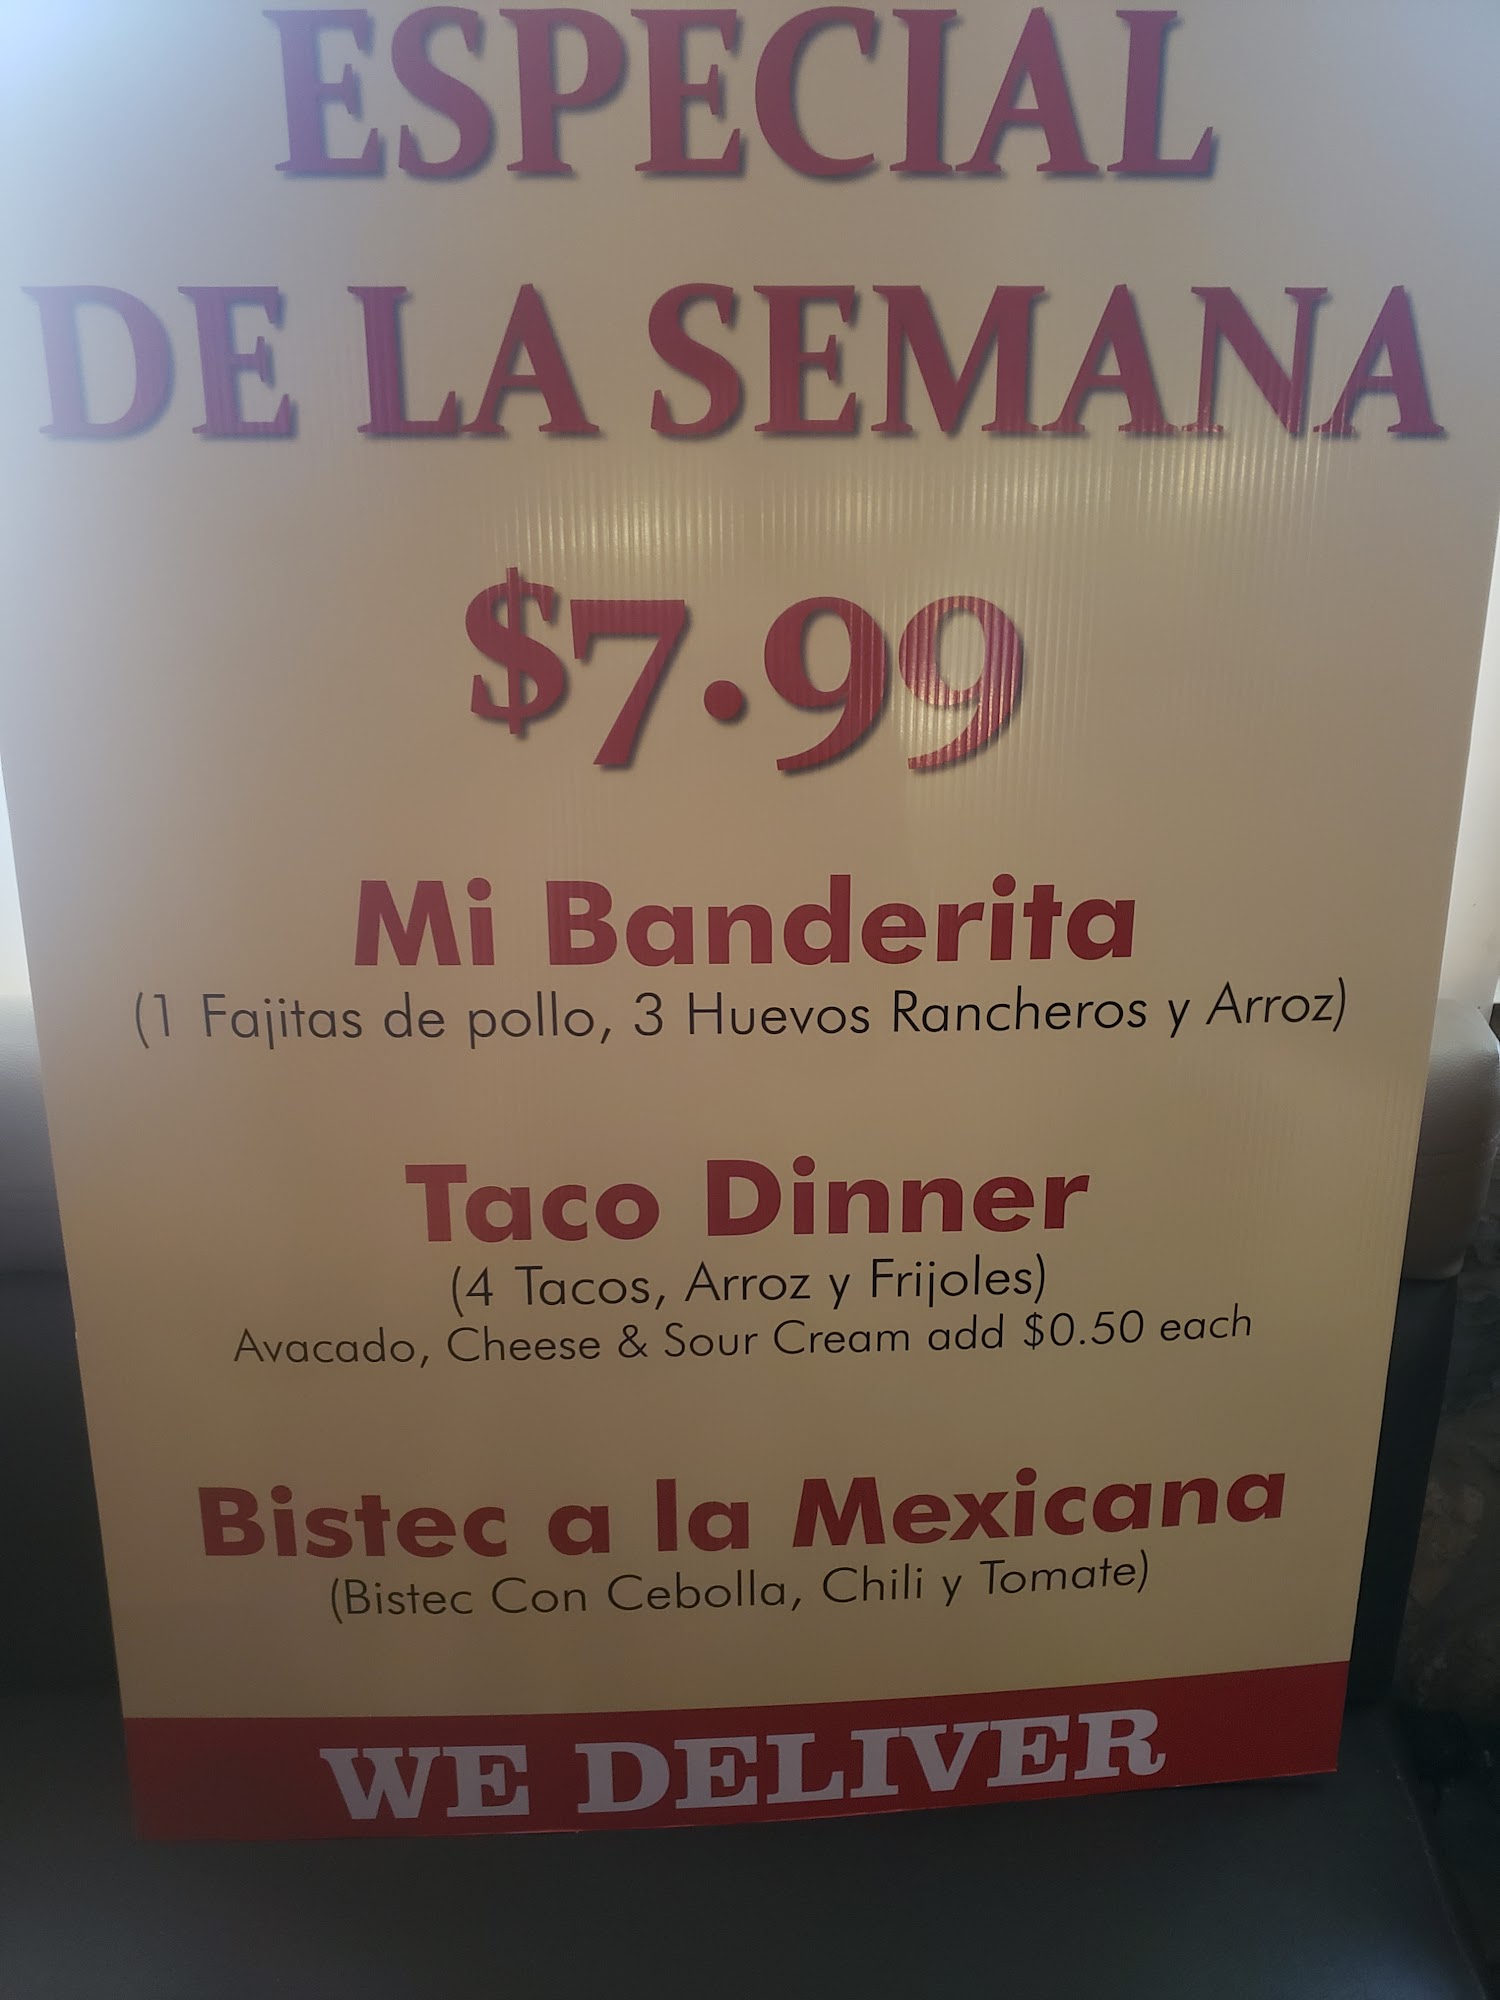 ESPECIAL
DE LA SEMANA
$7.99
Mi Banderita
(1 Fajitas de pollo, 3 Huevos Rancheros y Arroz)
Taco Dinner
(4 Tacos, Arroz y Frijoles)
Avacado, Cheese & Sour Cream add $0.50 each
Bistec a la Mexicana
(Bistec Con Cebolla, Chili y Tomate)
WE DELIVER